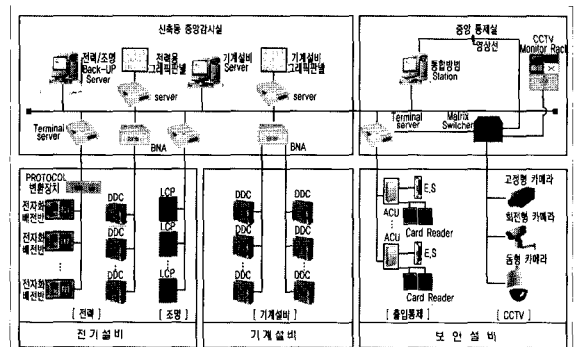 신축동 중앙감시실
전력/조명
Back-UP
Server
전력용
그래픽판넬
server
기계설비
Server
기계설비
그래픽판넬
server
Terminal
server
BNA
BNA
중앙 통제실
영상선
통합방범
Station
CCTV
Monitor Rack
Terminal
server
Matrix
Switcher
PROTOCOL
변환장치
전자화
배전반
전자화
배전반
전자화
배전반
[ 전력 ]
DDC
DDC
DDC
LCP
LCP
LCP
[ 조명 ]
전기설비
DDC
DDC
DDC
DDC
DDC
DDC
[ 기계설비 ]
기계설비
E.S
ACU
Card Reader
E.S
ACU
Card Reader
[ 출입통제 ]
고정형 카메라
회전형 카메라
돔형 카메라
[ CCTV ]
보안설비